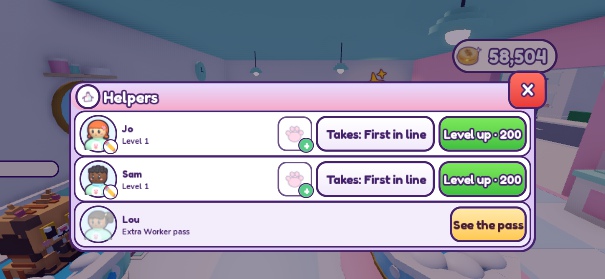 58,504
Helpers
X
Jo
Level 1
Takes: First in line
Level up · 200
Sam
Level 1
Takes: First in line
Level up · 200
Lou
Extra Worker pass
See the pass